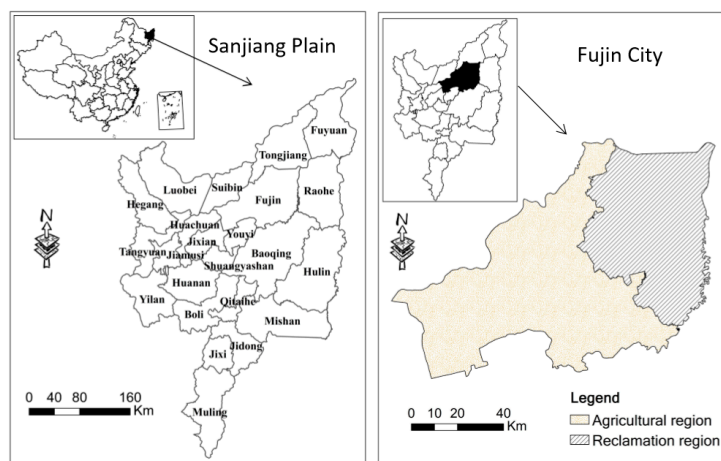 Sanjiang Plain
Fuyuan
Tongjiang
Luobei
Suibin
Fujin
Raohe
Hegang
Huachuan
Jixian
Youyi
Tangyuan
Jiamusi
Baoqing
Shuangyashan
Hulin
Huanan
Yilan
Qitaihe
Boli
Mishan
Jixi
Jidong
Muling
N
0 40 80 160
Km
Fujin City
N
0 10 20 40
Km
Legend
Agricultural region
Reclamation region